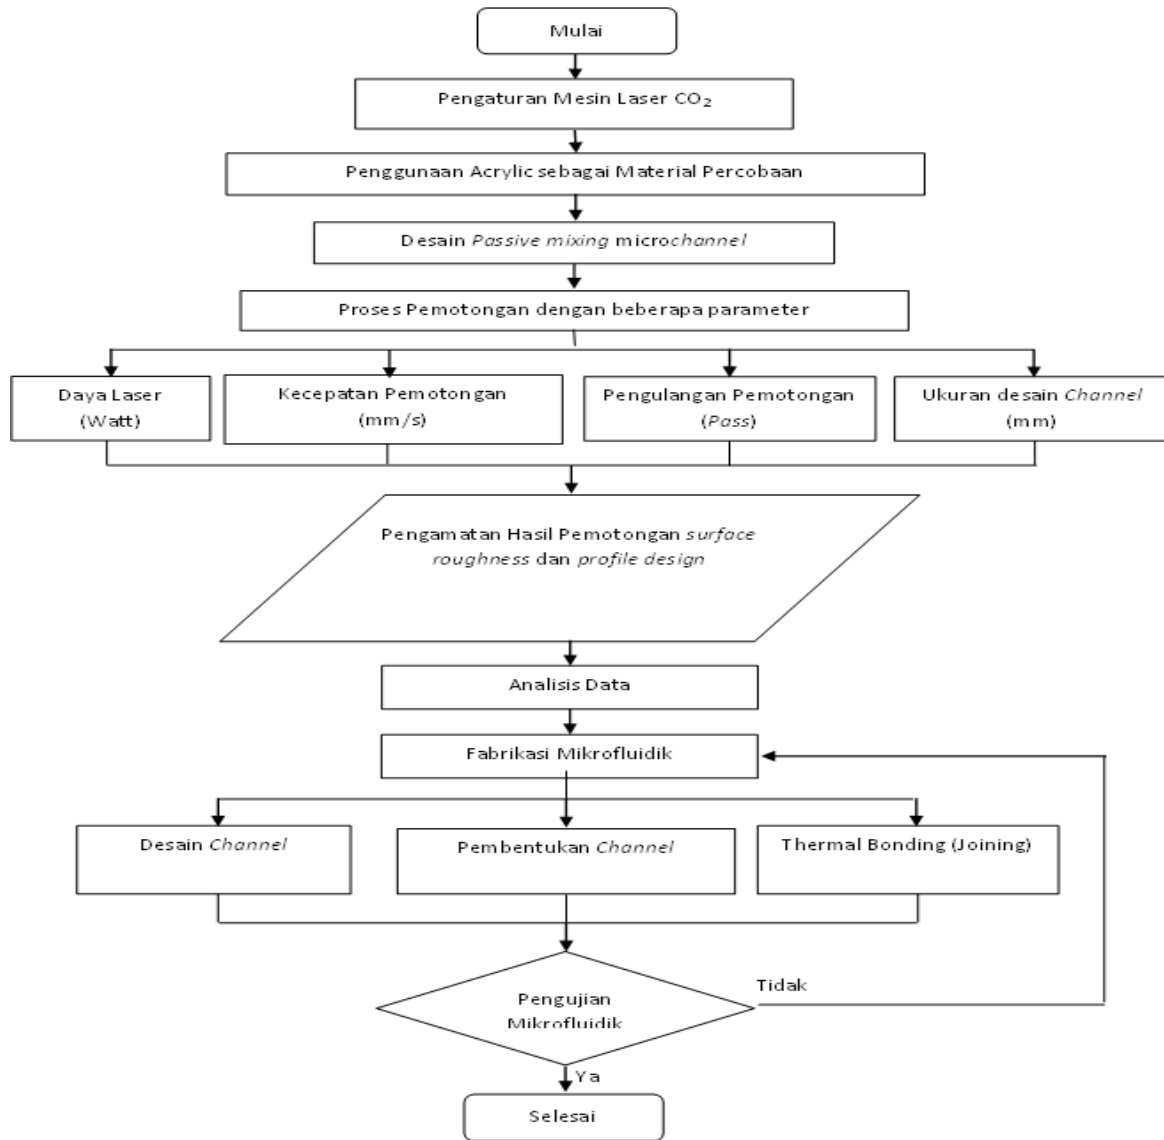 Mulai
Pengaturan Mesin Laser CO₂
Penggunaan Acrylic sebagai Material Percobaan
Desain Passive mixing microchannel
Proses Pemotongan dengan beberapa parameter
Daya Laser
(Watt)
Kecepatan Pemotongan
(mm/s)
Pengulangan Pemotongan
(Pass)
Ukuran desain Channel
(mm)
Pengamatan Hasil Pemotongan surface
roughness dan profile design
Analisis Data
Fabrikasi Mikrofluidik
Desain Channel
Pembentukan Channel
Thermal Bonding (Joining)
Pengujian
Mikrofluidik
Tidak
Ya
Selesai